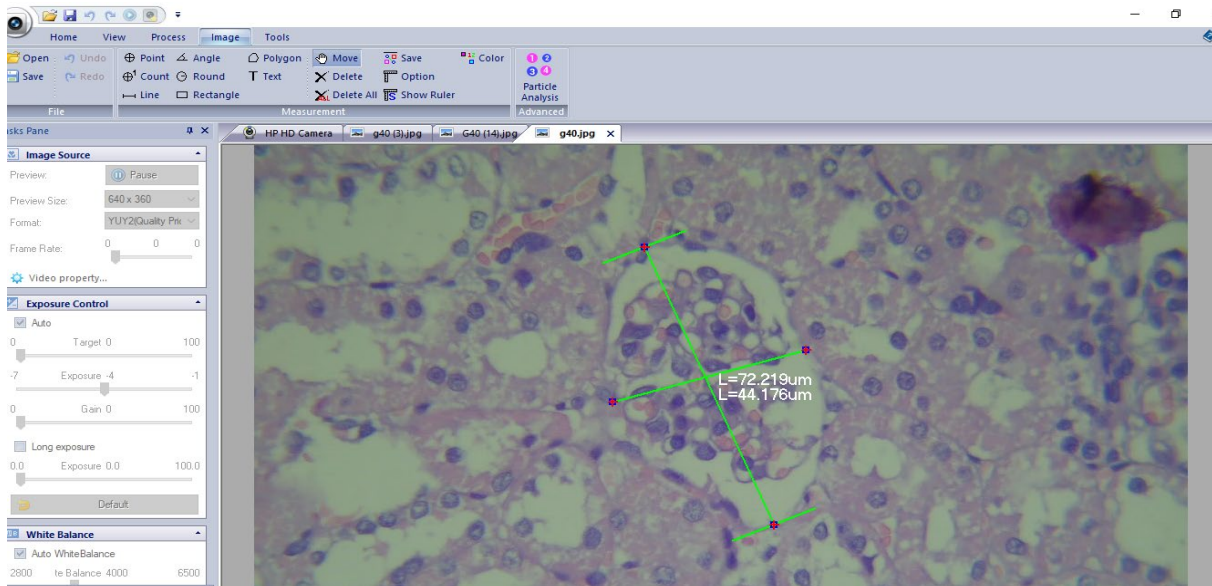 Home View Process Image Tools
Open Undo Point Angle Polygon Move Save Color
Save Redo Count Round T Text Delete Option
Line Rectangle Delete All Show Ruler
Particle
Analysis
File Measurement Advanced
sks Pane
HP HD Camera g40 (3).jpg G40 (14).jpg g40.jpg
Image Source
Preview: Pause
Preview Size: 640 x 360
Format: YUY2(Quality Pric
Frame Rate: 0 0 0
Video property...
Exposure Control
Auto
0 Target 0 100
-7 Exposure -4 -1
0 Gain 0 100
Long exposure
0.0 Exposure 0.0 100.0
Default
White Balance
Auto WhiteBalance
2800 te Balance 4000 6500
L=72.219um
L=44.176um